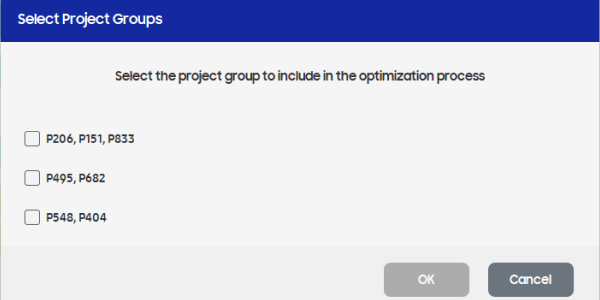 Select Project Groups
Select the project group to include in the optimization process
P206, P151, P833
P495, P682
P548, P404
OK
Cancel